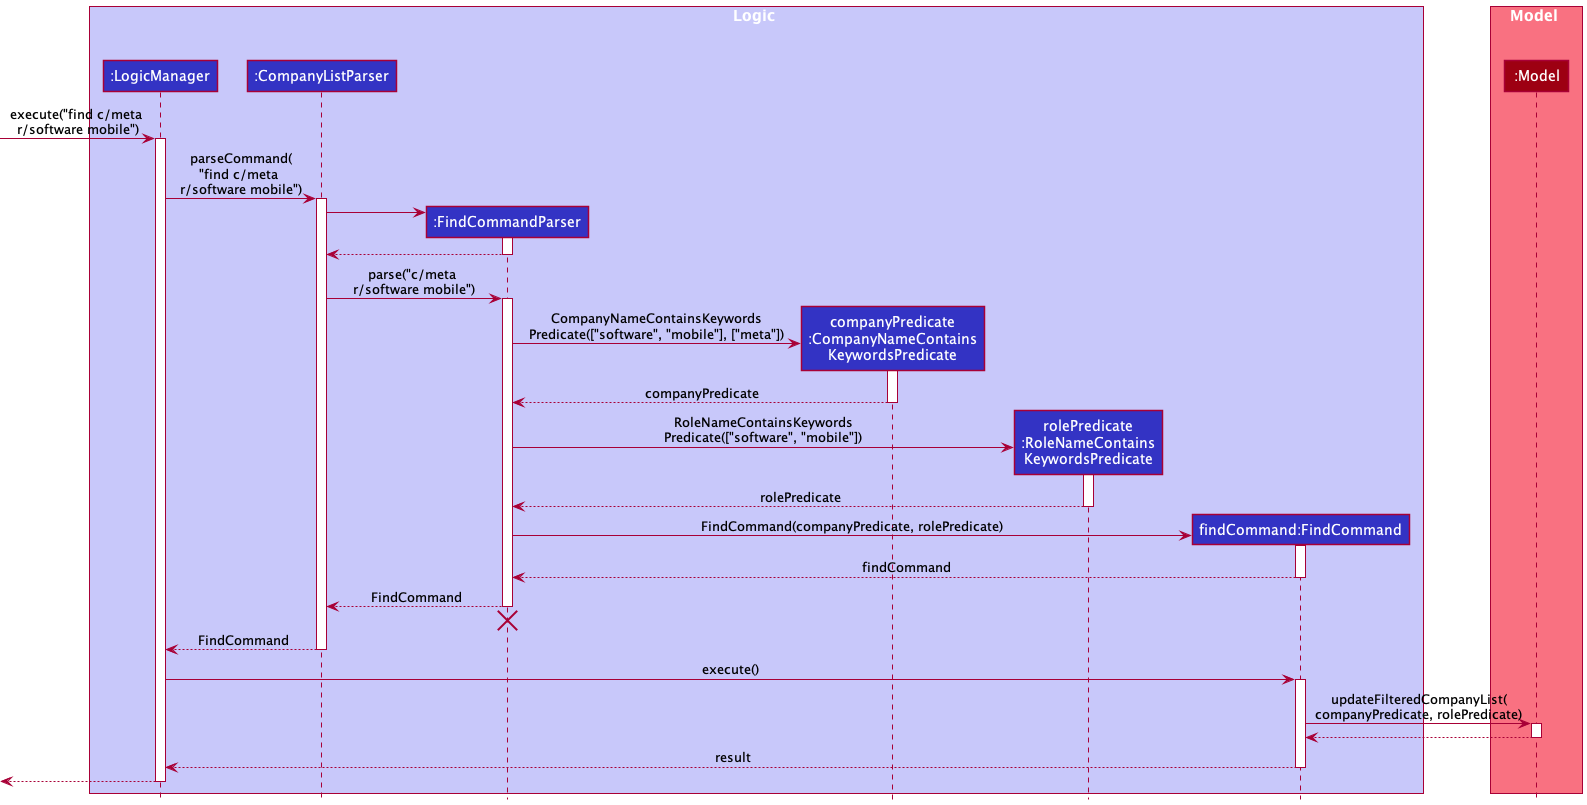 Logic
Model
:LogicManager
:CompanyListParser
:Model
execute("find c/meta
r/software mobile")
parseCommand(
"find c/meta
r/software mobile")
:FindCommandParser
parse("c/meta
r/software mobile")
CompanyNameContainsKeywords
Predicate(["software", "mobile"], ["meta"])
companyPredicate
:CompanyNameContains
KeywordsPredicate
companyPredicate
RoleNameContainsKeywords
Predicate(["software", "mobile"])
rolePredicate
:RoleNameContains
KeywordsPredicate
rolePredicate
FindCommand(companyPredicate, rolePredicate)
findCommand:FindCommand
findCommand
FindCommand
FindCommand
execute()
updateFilteredCompanyList(
companyPredicate, rolePredicate)
result